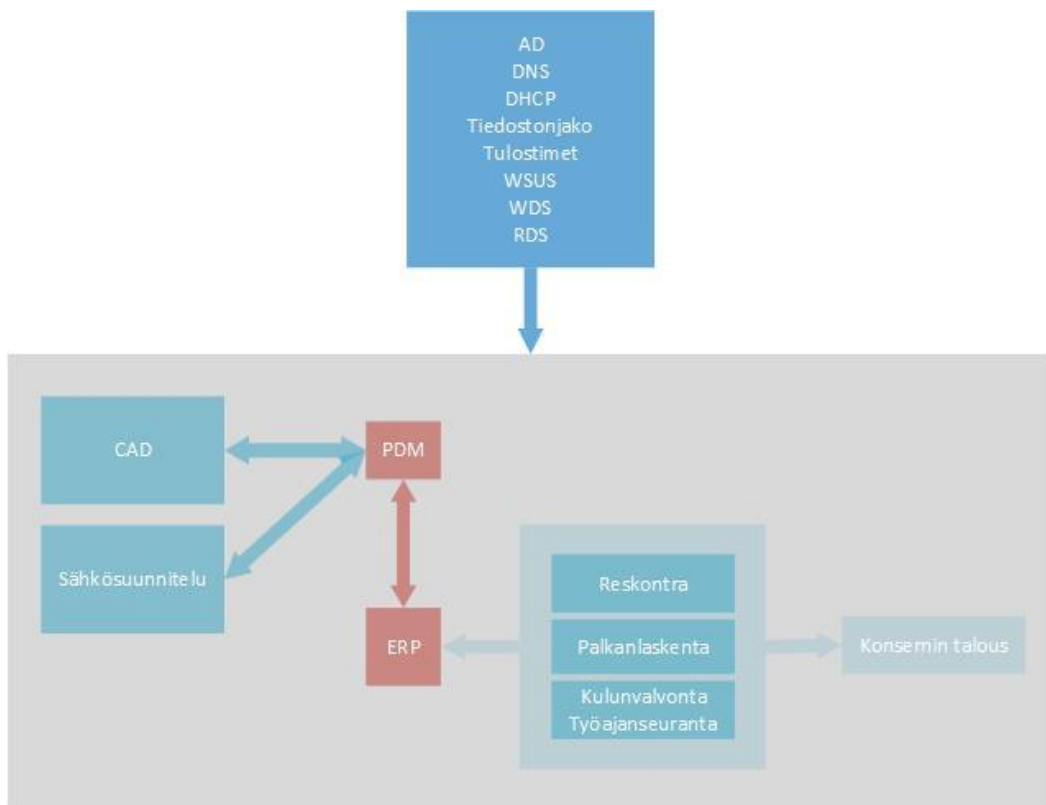 AD
DNS
DHCP
Tiedostonjako
Tulostimet
WSUS
WDS
RDS
CAD
PDM
Sähkösuunnitelu
ERP
Reskontra
Palkanlaskenta
Kulunvalvonta
Työajanseuranta
Konsernin talous